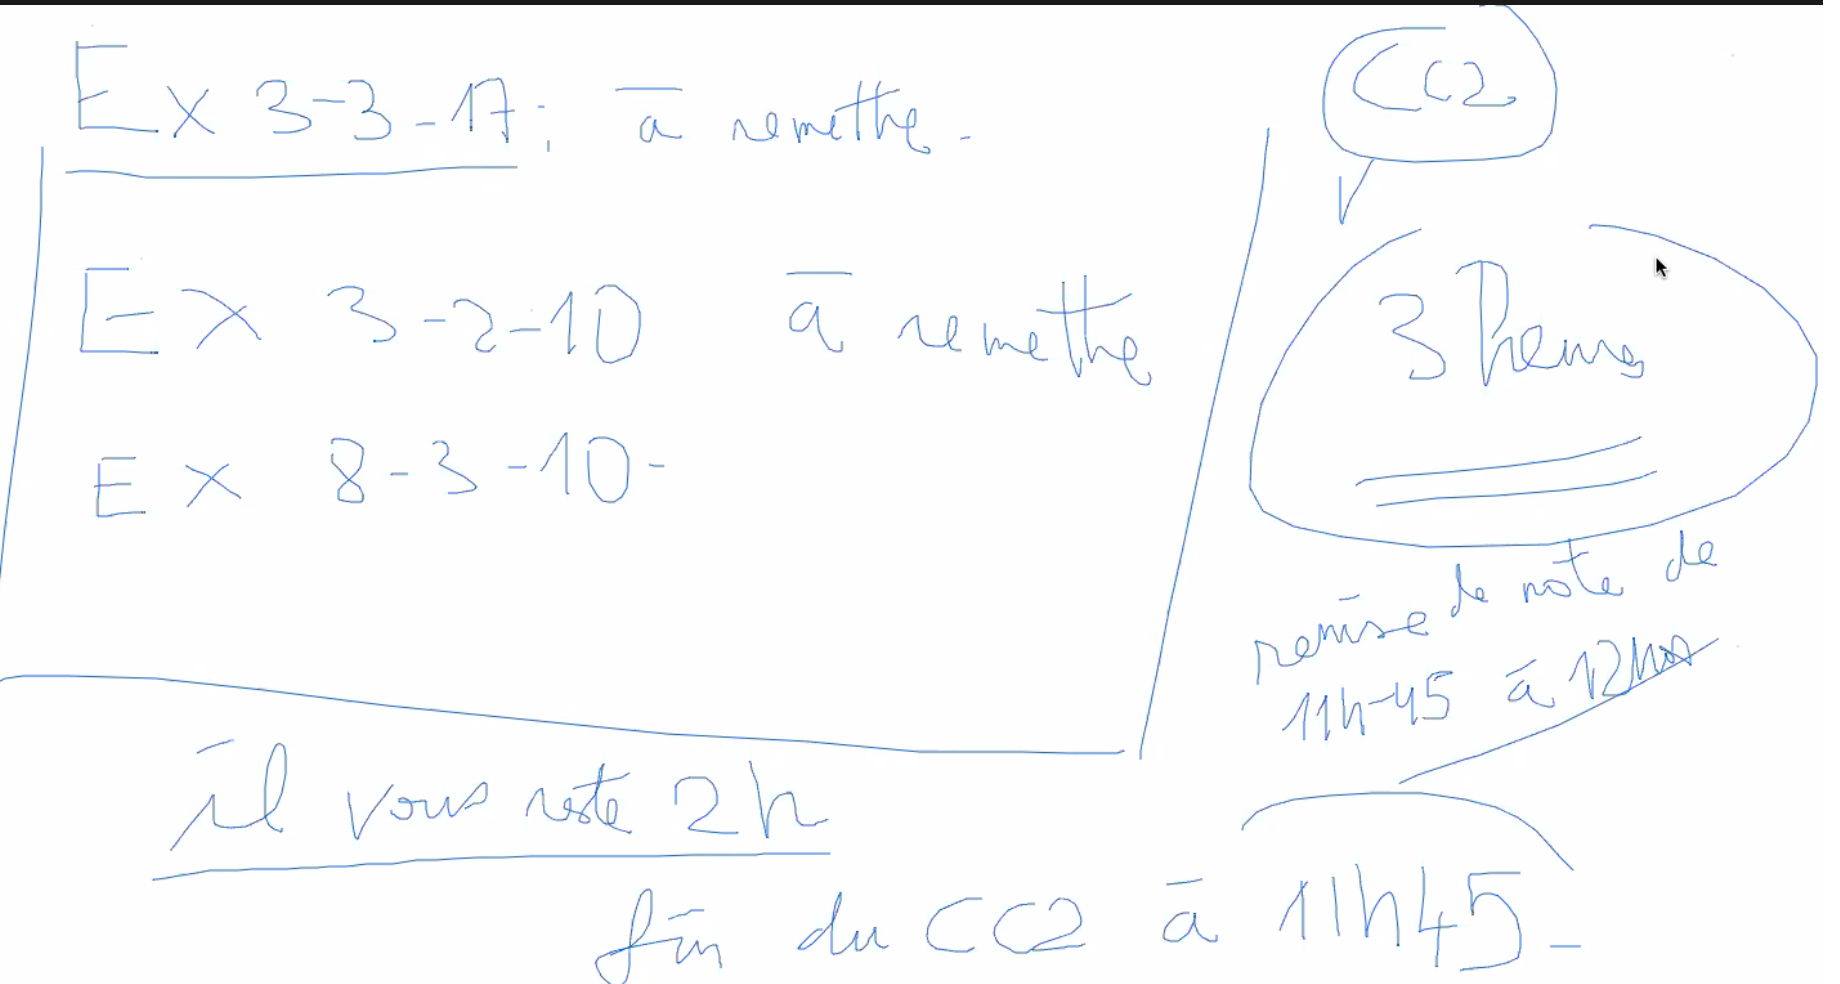 Ex 3-3-17: à remettre.
Ex 3-2-10 à remettre
Ex 8-3-10-
CC2
3 heures
remise de note de
11h45 à 12h
il vous reste 2h
fin du CC2 à 11h45-